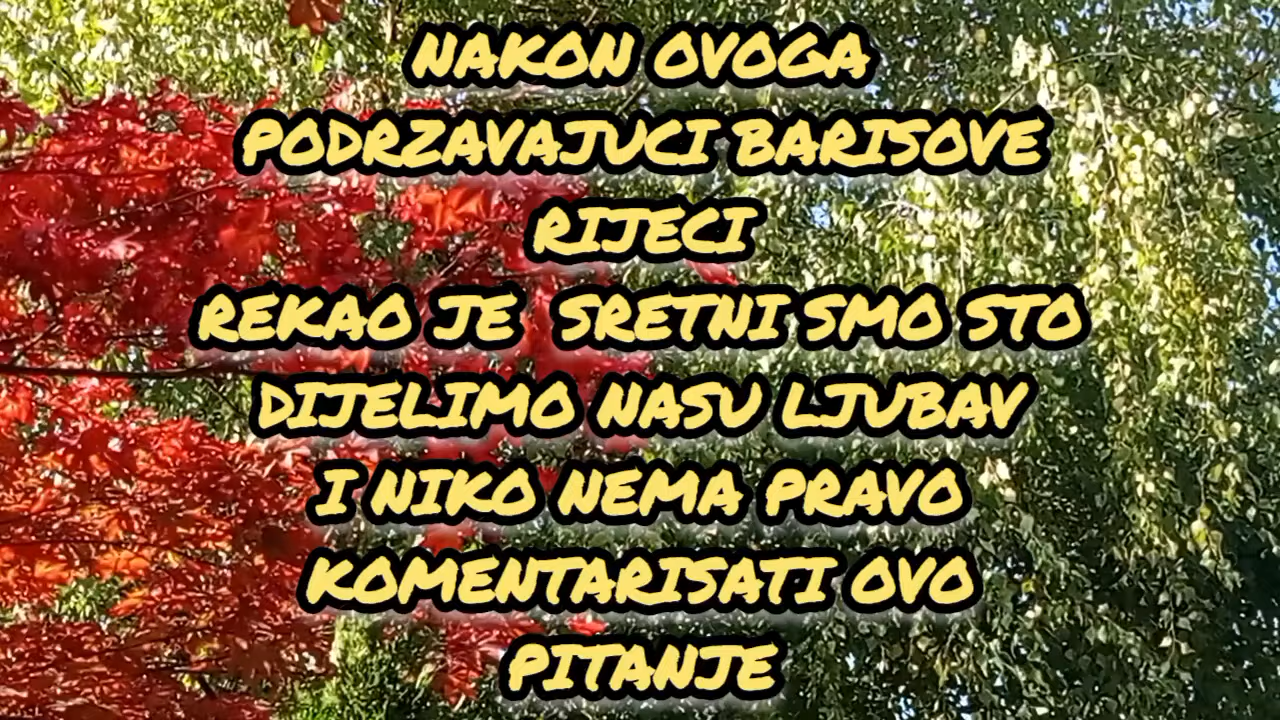 NAKON OVOGA
PODRZAVAJUCI BARISOVE
RIJECI
REKAO JE SRETNI SMO STO
DIJELIMO NASU LJUBAV
I NIKO NEMA PRAVO
KOMENTARISATI OVO
PITANJE